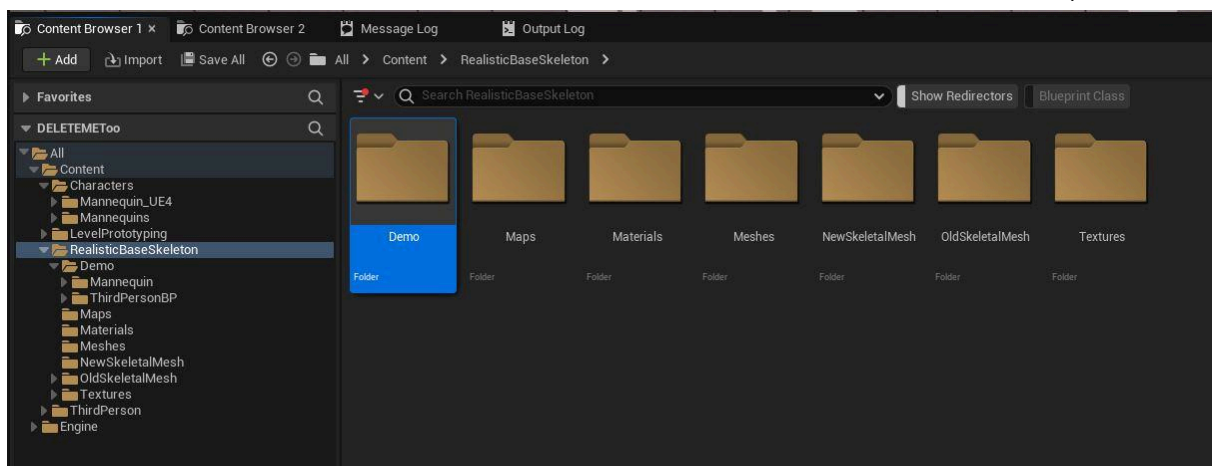 Content Browser 1 Content Browser 2 Message Log Output Log
Add Import Save All All > Content > RealisticBaseSkeleton >
Favorites
Search RealisticBaseSkeleton
Show Redirectors Blueprint Class
DELETEMEToo
All
Content
Characters
Mannequin_UE4
Mannequins
LevelPrototyping
RealisticBaseSkeleton
Demo
Mannequin
ThirdPersonBP
Maps
Materials
Meshes
NewSkeletalMesh
OldSkeletalMesh
Textures
ThirdPerson
Engine
Demo Maps Materials Meshes NewSkeletalMesh OldSkeletalMesh Textures
Folder Folder Folder Folder Folder Folder Folder